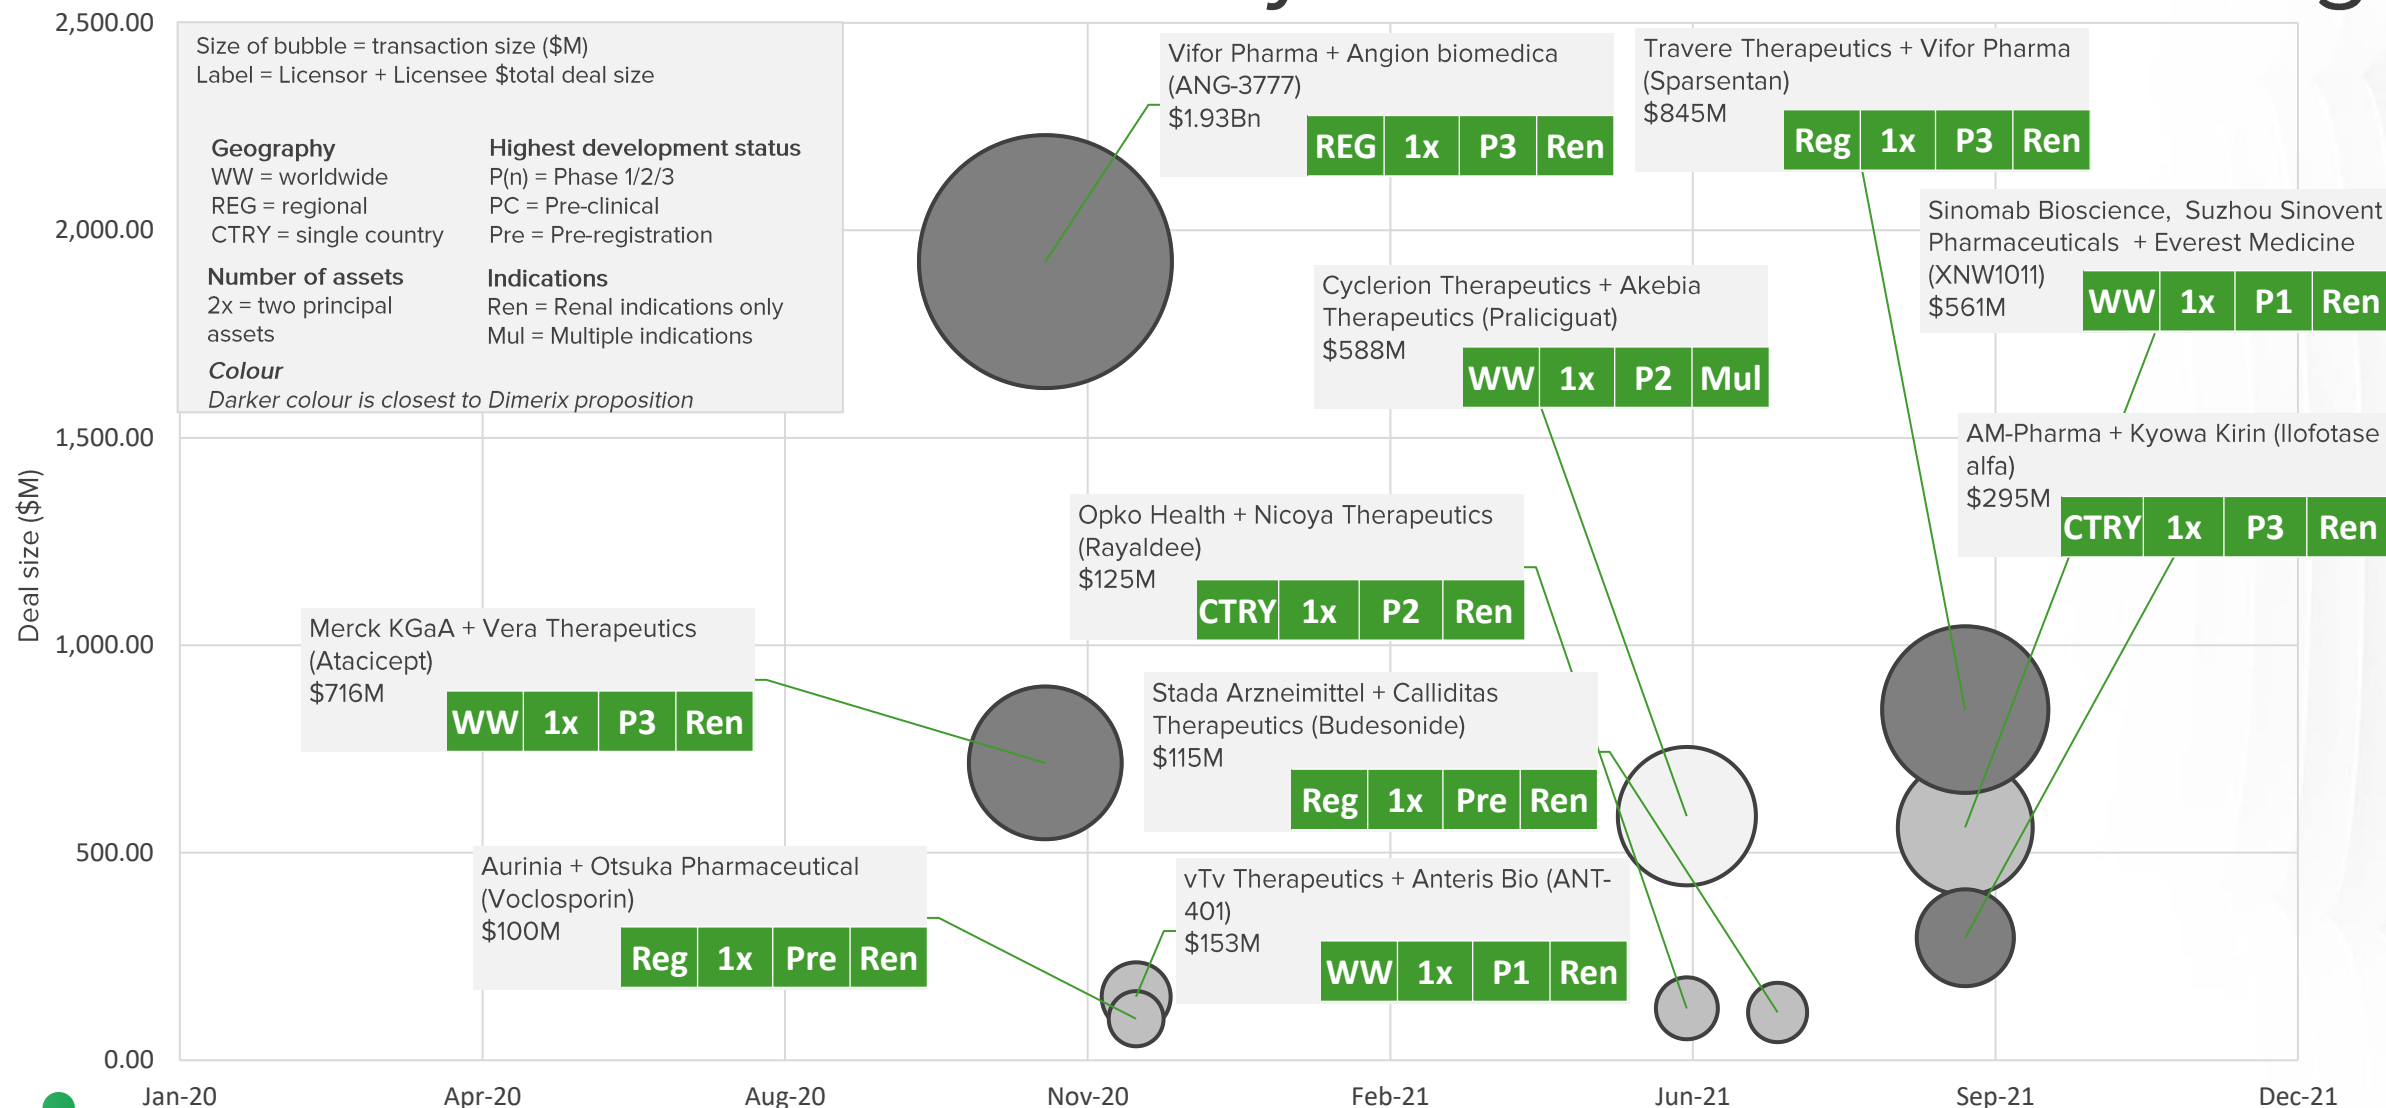 2,500.00
2,000.00
1,500.00
1,000.00
500.00
0.00
Deal size ($M)
Jan-20
Apr-20
Aug-20
Nov-20
Feb-21
Jun-21
Sep-21
Dec-21
Size of bubble = transaction size ($M)
Label = Licensor + Licensee $total deal size
Geography
WW = worldwide
REG = regional
CTRY = single country
Highest development status
P(n) = Phase 1/2/3
PC = Pre-clinical
Pre = Pre-registration
Number of assets
2x = two principal
assets
Indications
Ren = Renal indications only
Mul = Multiple indications
Colour
Darker colour is closest to Dimerix proposition
Vifor Pharma + Angion biomedica
(ANG-3777)
$1.93Bn
REG 1x P3 Ren
Travere Therapeutics + Vifor Pharma
(Sparsentan)
$845M
Reg 1x P3 Ren
Sinomab Bioscience,  Suzhou Sinovent
Pharmaceuticals  + Everest Medicine
(XNW1011)
$561M
WW 1x P1 Ren
Cyclerion Therapeutics + Akebia
Therapeutics (Praliciguat)
$588M
WW 1x P2 Mul
AM-Pharma + Kyowa Kirin (Ilofotase
alfa)
$295M
CTRY 1x P3 Ren
Opko Health + Nicoya Therapeutics
(Rayaldee)
$125M
CTRY 1x P2 Ren
Merck KGaA + Vera Therapeutics
(Atacicept)
$716M
WW 1x P3 Ren
Stada Arzneimittel + Calliditas
Therapeutics (Budesonide)
$115M
Reg 1x Pre Ren
Aurinia + Otsuka Pharmaceutical
(Voclosporin)
$100M
Reg 1x Pre Ren
vTv Therapeutics + Anteris Bio (ANT-
401)
$153M
WW 1x P1 Ren